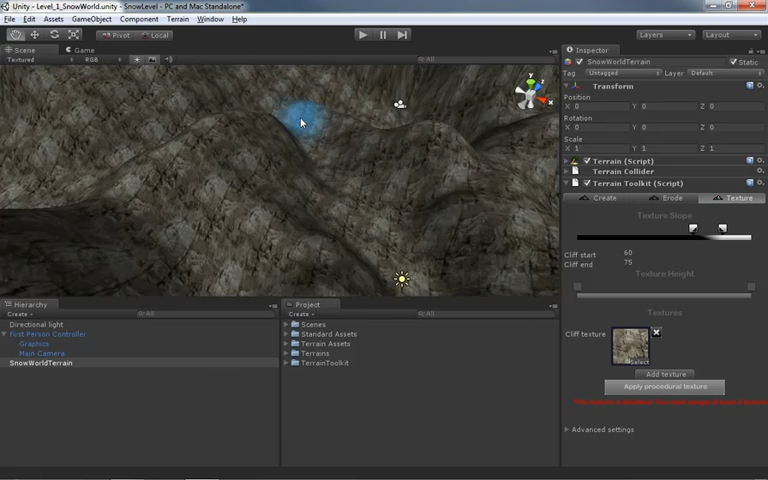 Unity - Level_1_SnowWorld.unity - SnowLevel - PC and Mac Standalone*
File Edit Assets GameObject Component Terrain Window Help
Pivot Local Layers Layout
Scene Game
Textured RGB All
y
x
z
Inspector
SnowWorldTerrain Static
Tag Untagged Layer Default
Transform
Position
X 0 Y 0 Z 0
Rotation
X 0 Y 0 Z 0
Scale
X 1 Y 1 Z 1
Terrain (Script)
Terrain Collider
Terrain Toolkit (Script)
Create Erode Texture
Texture Slope
Cliff start 60
Cliff end 75
Texture Height
Textures
Cliff texture
Select
Add texture
Apply procedural texture
Advanced settings
Hierarchy
Create All
Directional light
First Person Controller
Graphics
Main Camera
SnowWorldTerrain
Project
Create All
Scenes
Standard Assets
Terrain Assets
Terrains
TerrainToolkit